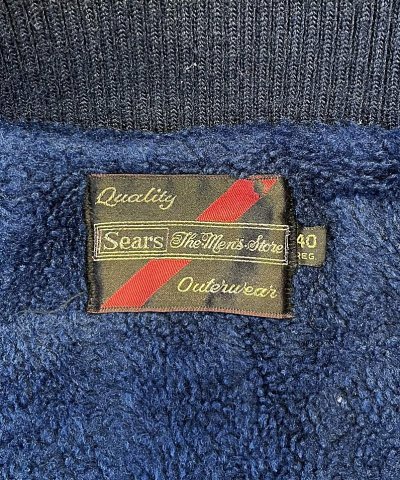 Quality
Sears The Men's Store
Outerwear
40
REG